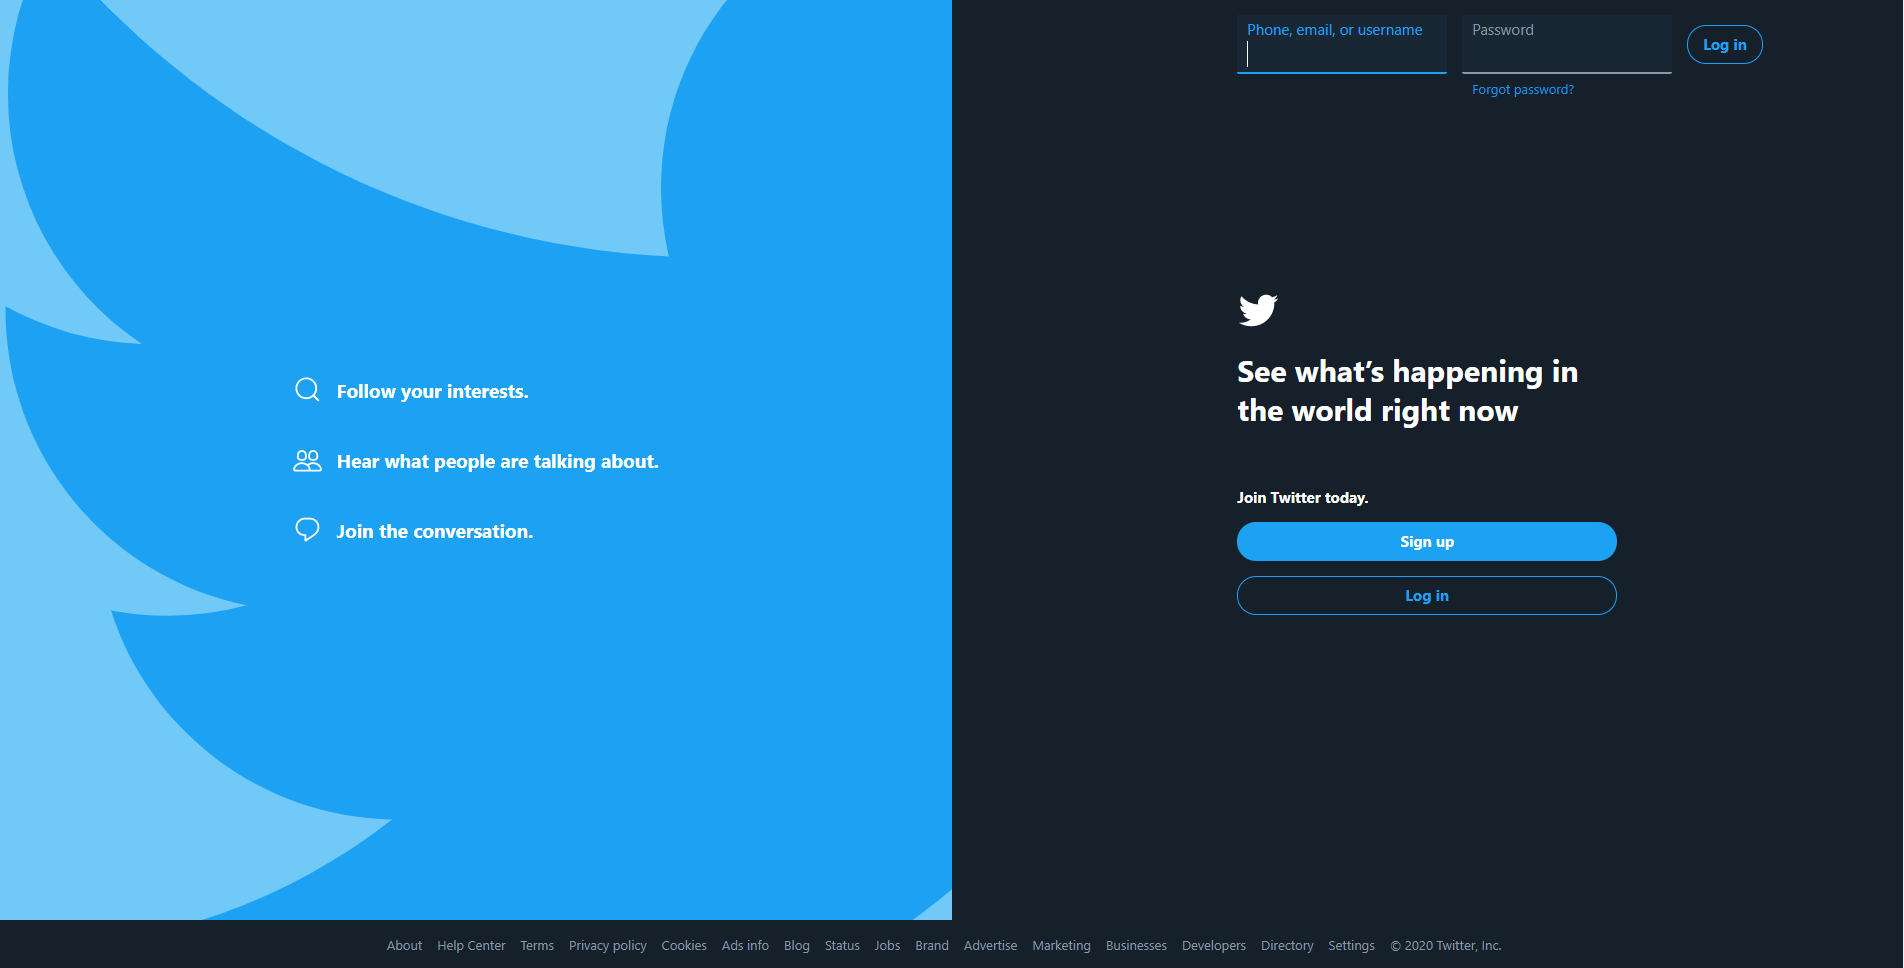 Phone, email, or username
Password
Log in
Forgot password?
Follow your interests.
Hear what people are talking about.
Join the conversation.
See what’s happening in
the world right now
Join Twitter today.
Sign up
Log in
About Help Center Terms Privacy policy Cookies Ads info Blog Status Jobs Brand Advertise Marketing Businesses Developers Directory Settings © 2020 Twitter, Inc.